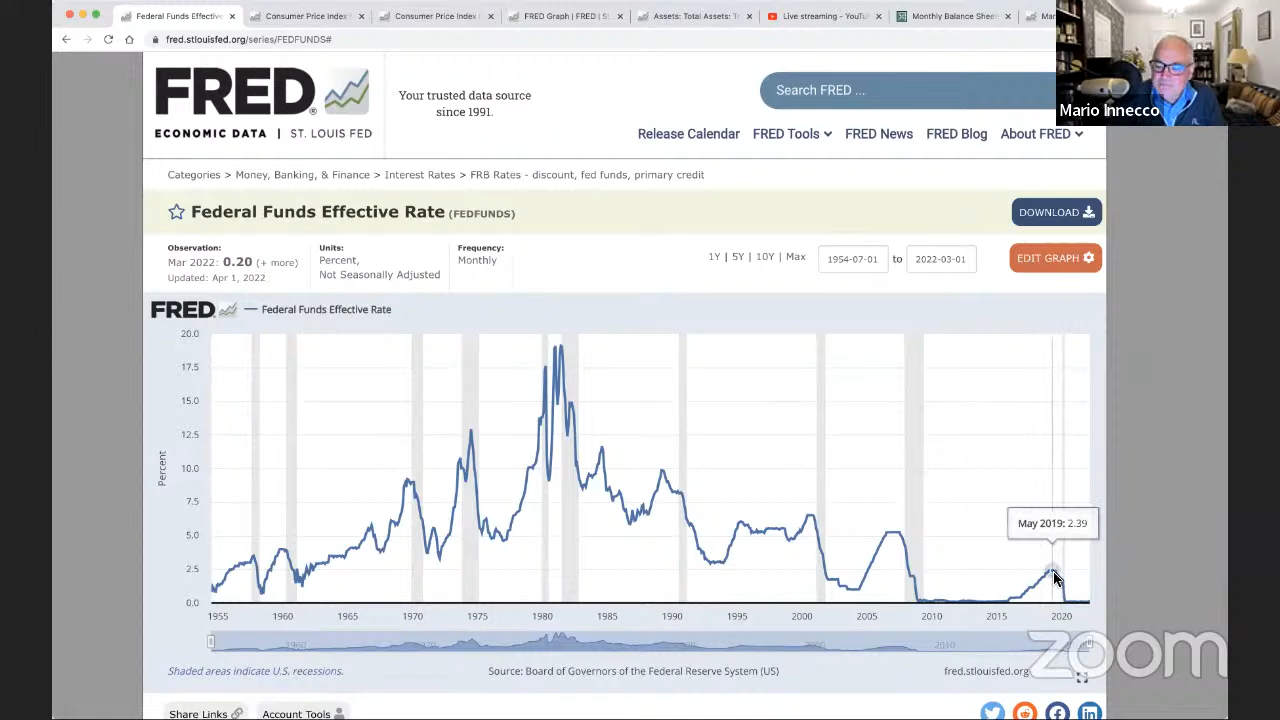 Federal Funds Effective
Consumer Price Index
Consumer Price Index
FRED Graph | FRED | S
Assets: Total Assets: T
Live streaming - YouTu
Monthly Balance Shee
fred.stlouisfed.org/series/FEDFUNDS#
Mario Innecco
FRED
ECONOMIC DATA | ST. LOUIS FED
Your trusted data source
since 1991.
Search FRED ...
Release Calendar FRED Tools FRED News FRED Blog About FRED
Categories > Money, Banking, & Finance > Interest Rates > FRB Rates - discount, fed funds, primary credit
Federal Funds Effective Rate (FEDFUNDS)
DOWNLOAD
Observation:
Mar 2022: 0.20 (+ more)
Updated: Apr 1, 2022
Units:
Percent,
Not Seasonally Adjusted
Frequency:
Monthly
1Y | 5Y | 10Y | Max
1954-07-01 to 2022-03-01
EDIT GRAPH
FRED — Federal Funds Effective Rate
20.0
17.5
15.0
12.5
10.0
7.5
5.0
2.5
0.0
Percent
May 2019: 2.39
1955 1960 1965 1970 1975 1980 1985 1990 1995 2000 2005 2010 2015 2020
1960 2000 2010
Shaded areas indicate U.S. recessions.
Source: Board of Governors of the Federal Reserve System (US)
fred.stlouisfed.org
zoom
Share Links
Account Tools